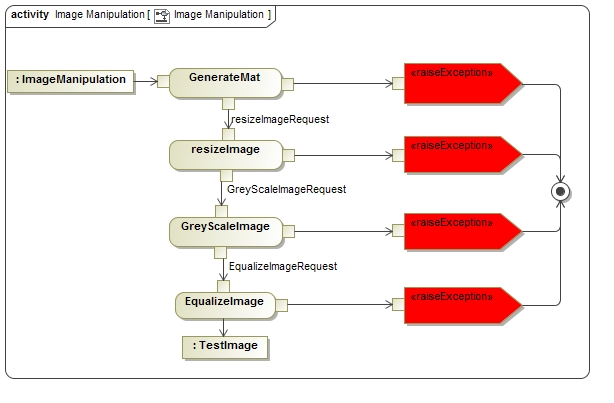 activity Image Manipulation [ Image Manipulation ]
: ImageManipulation
GenerateMat
«raiseException»
resizeImageRequest
resizeImage
«raiseException»
GreyScaleImageRequest
GreyScaleImage
«raiseException»
EqualizeImageRequest
EqualizeImage
«raiseException»
: TestImage